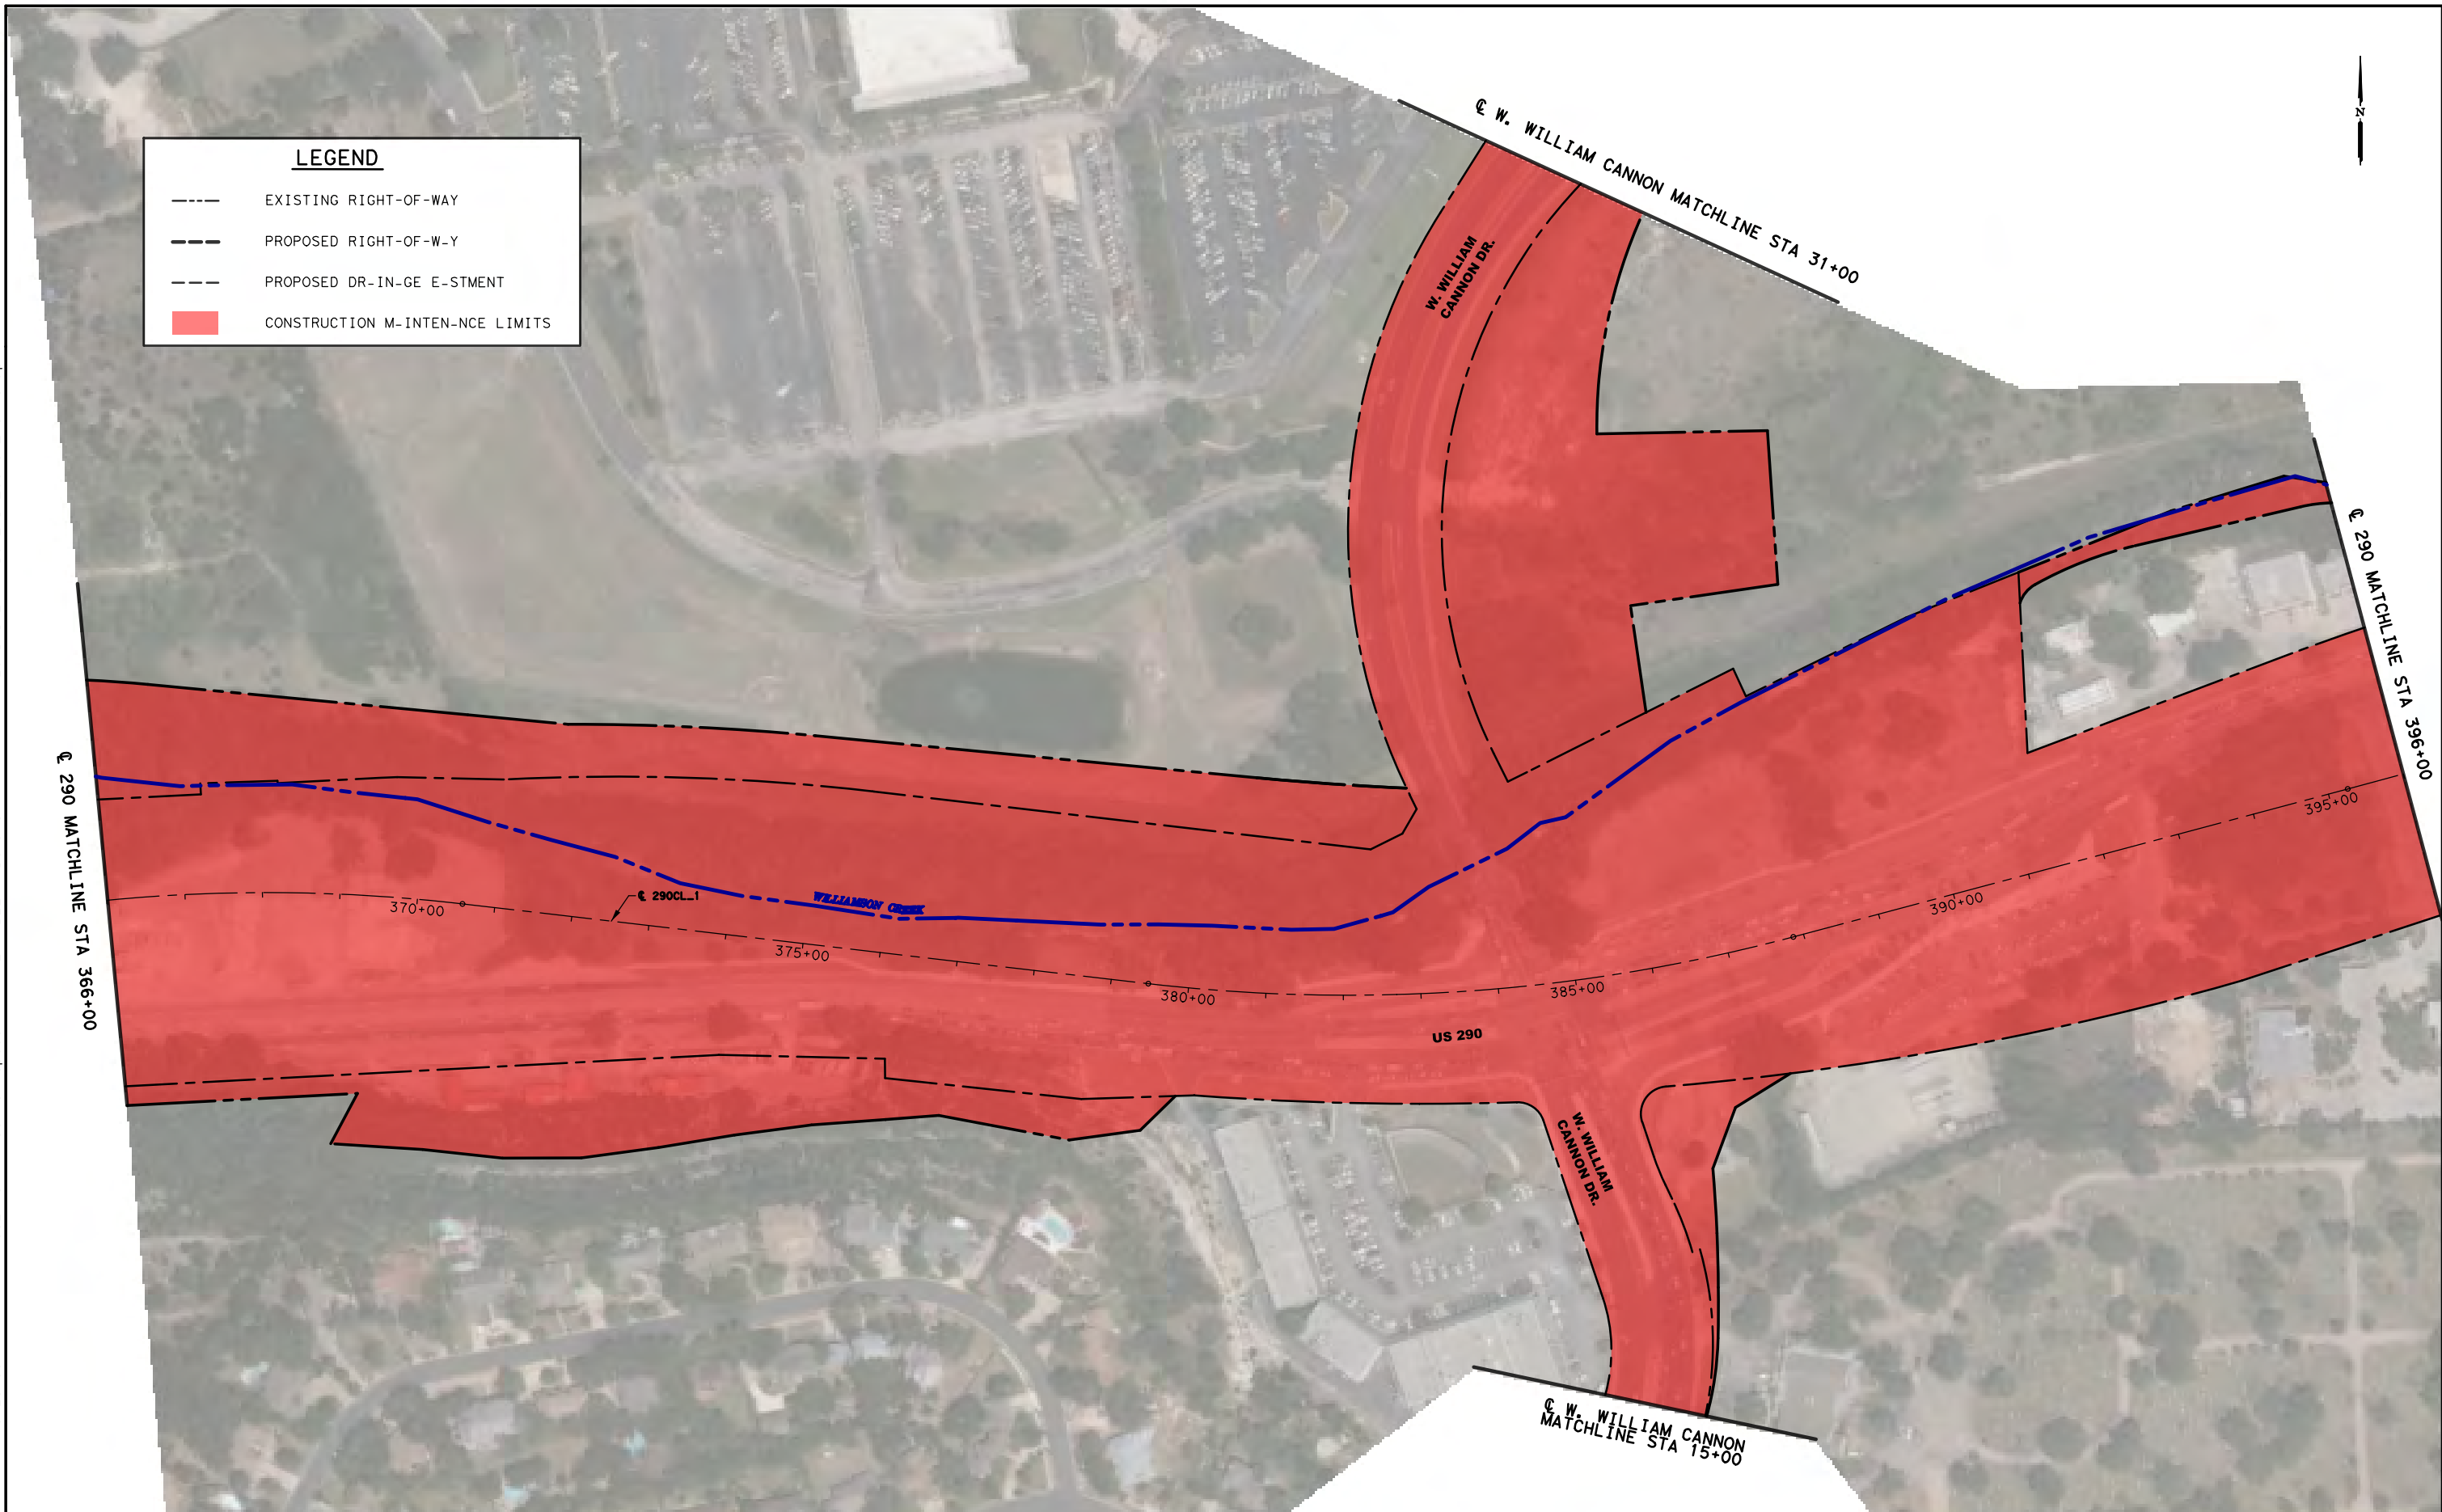 LEGEND
EXISTING RIGHT-OF-WAY
PROPOSED RIGHT-OF-W-Y
PROPOSED DR-IN-GE E-STMENT
CONSTRUCTION M-INTEN-NCE LIMITS
℄ W. WILLIAM CANNON MATCHLINE STA 31+00
N
W. WILLIAM
CANNON DR.
℄ 290 MATCHLINE STA 396+00
℄ 290 MATCHLINE STA 366+00
℄ 290CL_1
WILLIAMSON CREEK
370+00
375+00
380+00
385+00
390+00
395+00
US 290
W. WILLIAM
CANNON DR.
℄ W. WILLIAM CANNON
MATCHLINE STA 15+00